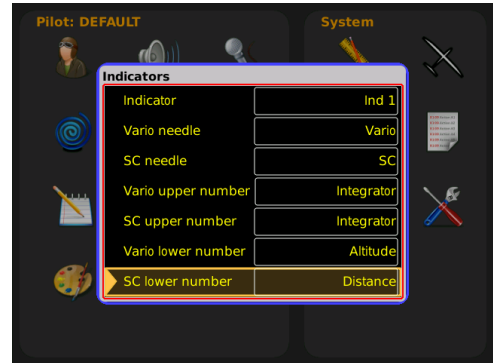 Pilot: DEFAULT
System
Indicators
Indicator Ind 1
Vario needle Vario
SC needle SC
Vario upper number Integrator
SC upper number Integrator
Vario lower number Altitude
SC lower number Distance